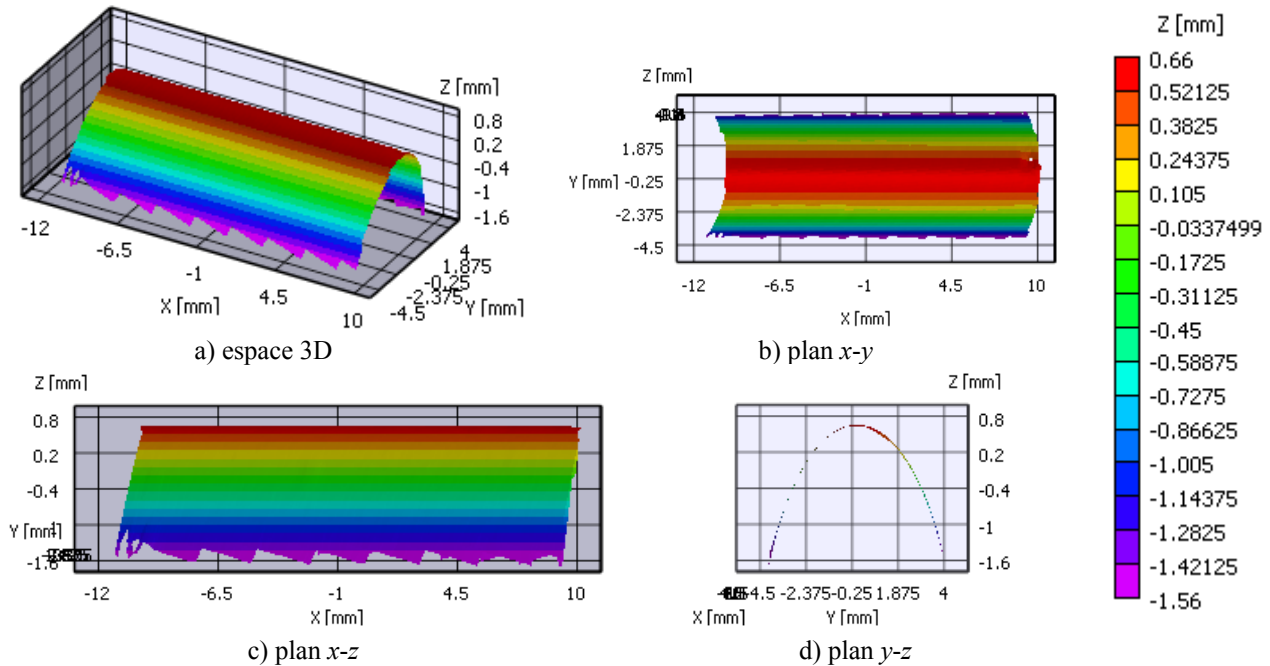 Z [mm]
0.8
0.2
-0.4
-1
-1.6
4
1.875
-0.25
-2.375
-4.5
Y [mm]
-12
-6.5
-1
4.5
10
X [mm]
a) espace 3D
Z [mm]
1.875
Y [mm] -0.25
-2.375
-4.5
-12 -6.5 -1 4.5 10
X [mm]
b) plan x-y
Z [mm]
0.8
0.2
-0.4
Y [mm]
-12 -6.5 -1 4.5 10
X [mm]
c) plan x-z
Z [mm]
0.8
0.2
-0.4
-1
-1.6
X [mm]
-4.5 -2.375 -0.25 1.875 4
Y [mm]
d) plan y-z
Z [mm]
0.66
0.52125
0.3825
0.24375
0.105
-0.0337499
-0.1725
-0.31125
-0.45
-0.58875
-0.7275
-0.86625
-1.005
-1.14375
-1.2825
-1.42125
-1.56